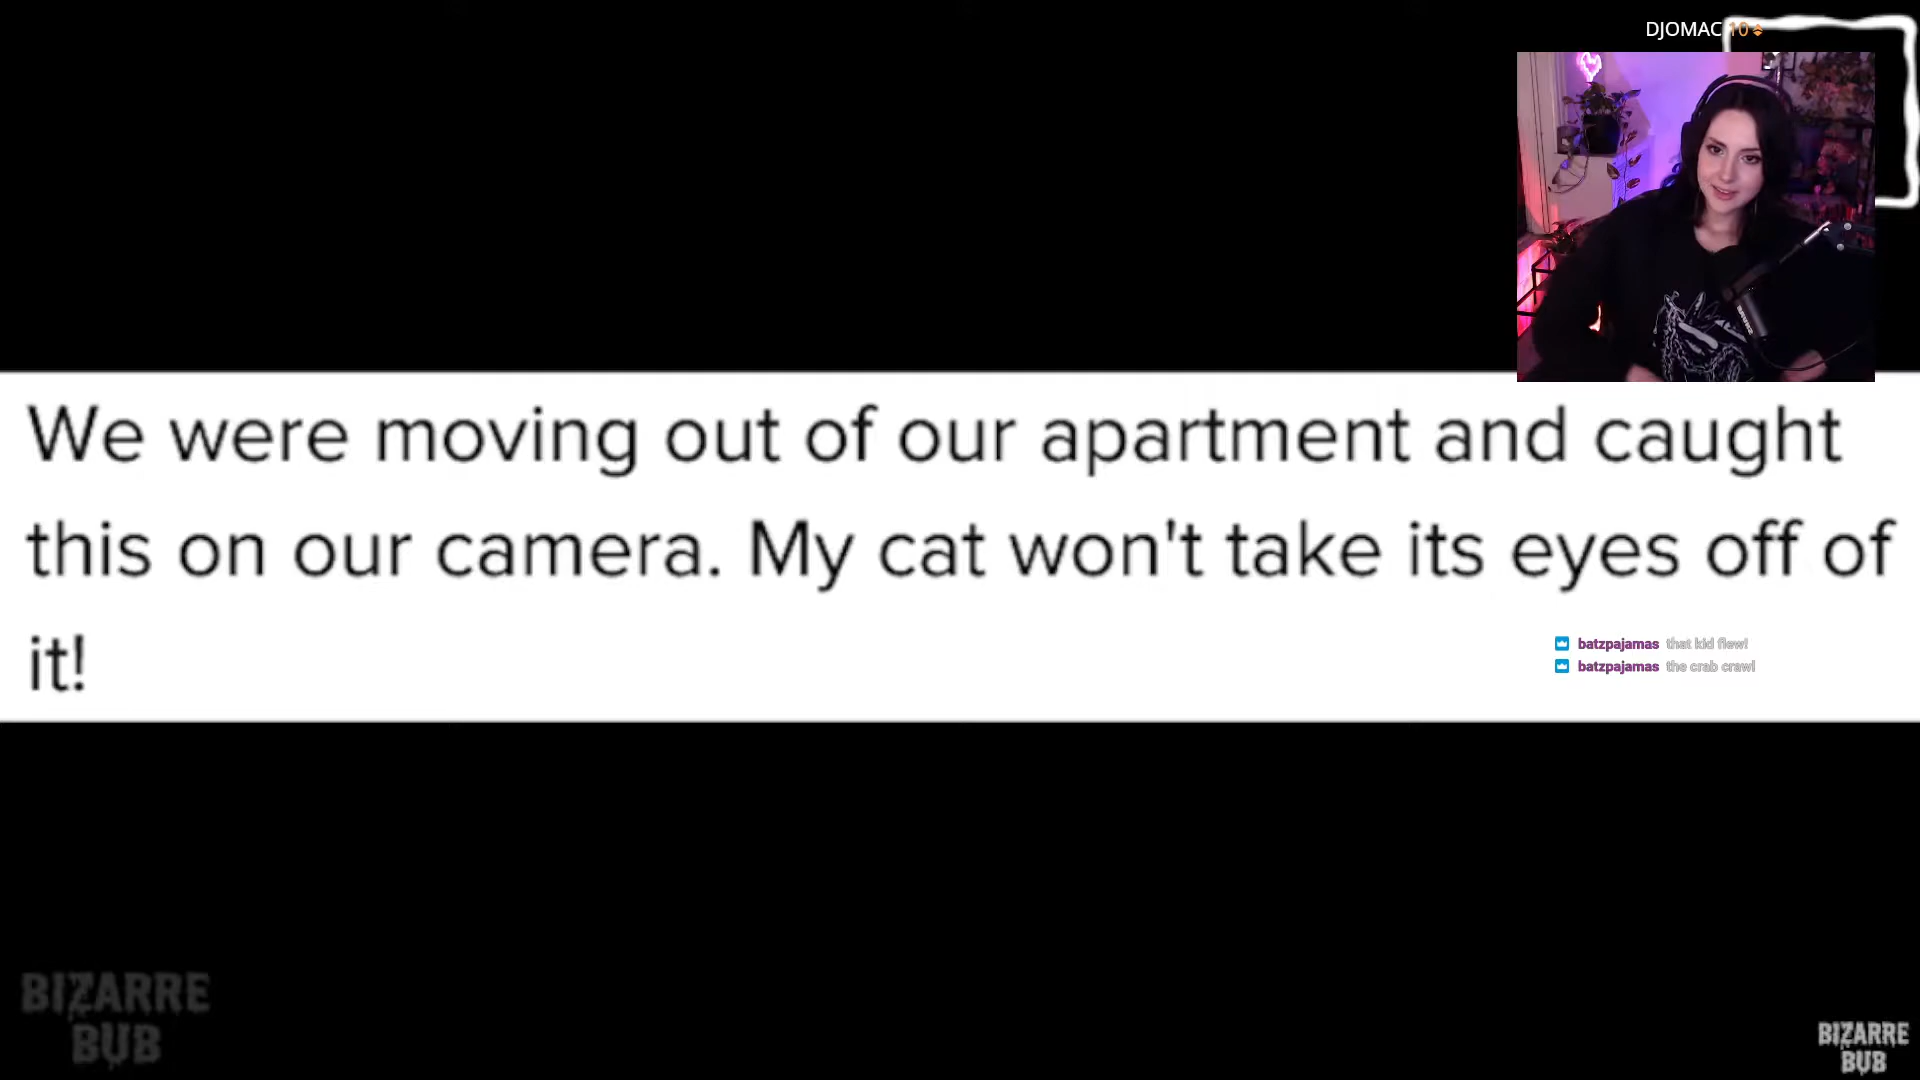 DJOMAC 10
We were moving out of our apartment and caught
this on our camera. My cat won't take its eyes off of
it!
batzpajamas that kid flew!
batzpajamas the crab crawl
BIZARRE
BUB
BIZARRE
BUB